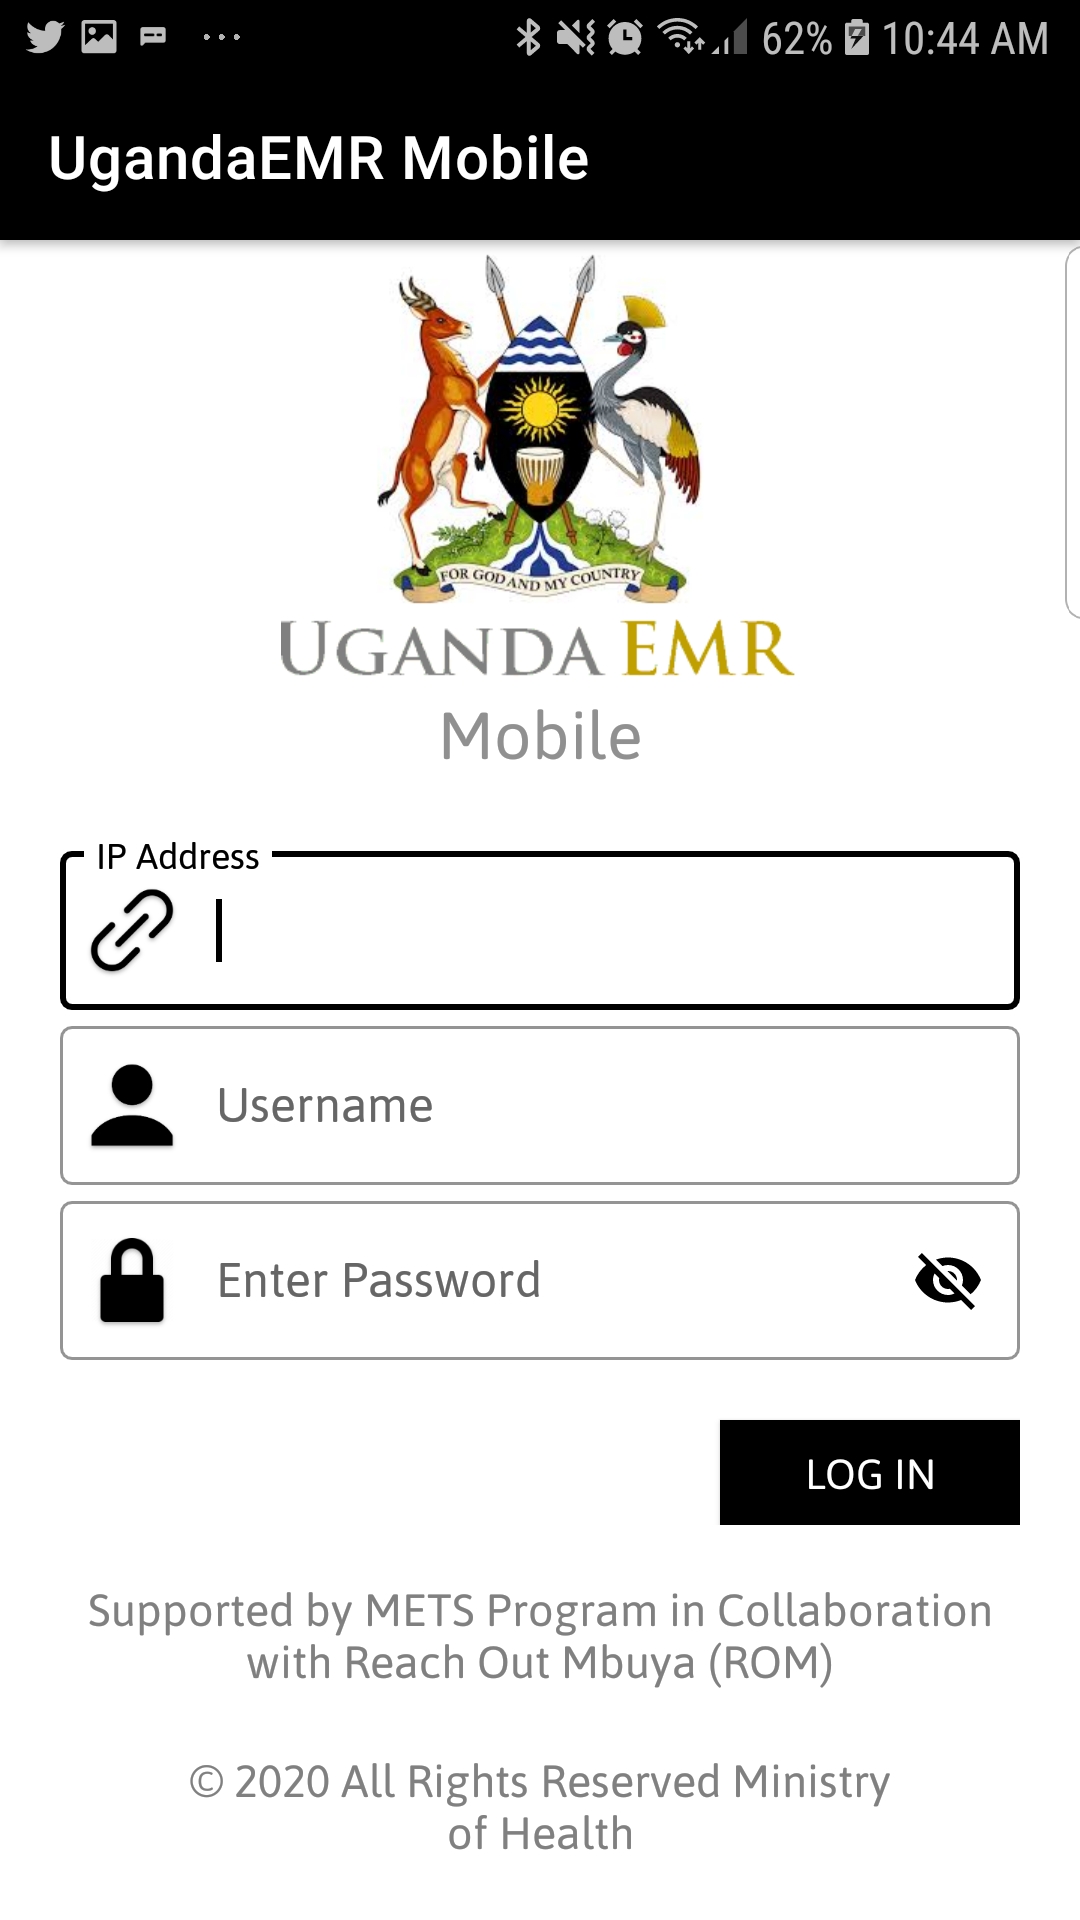 62% 10:44 AM
UgandaEMR Mobile
FOR GOD AND MY COUNTRY
UGANDA EMR
Mobile
IP Address
Username
Enter Password
LOG IN
Supported by METS Program in Collaboration
with Reach Out Mbuya (ROM)
© 2020 All Rights Reserved Ministry
of Health